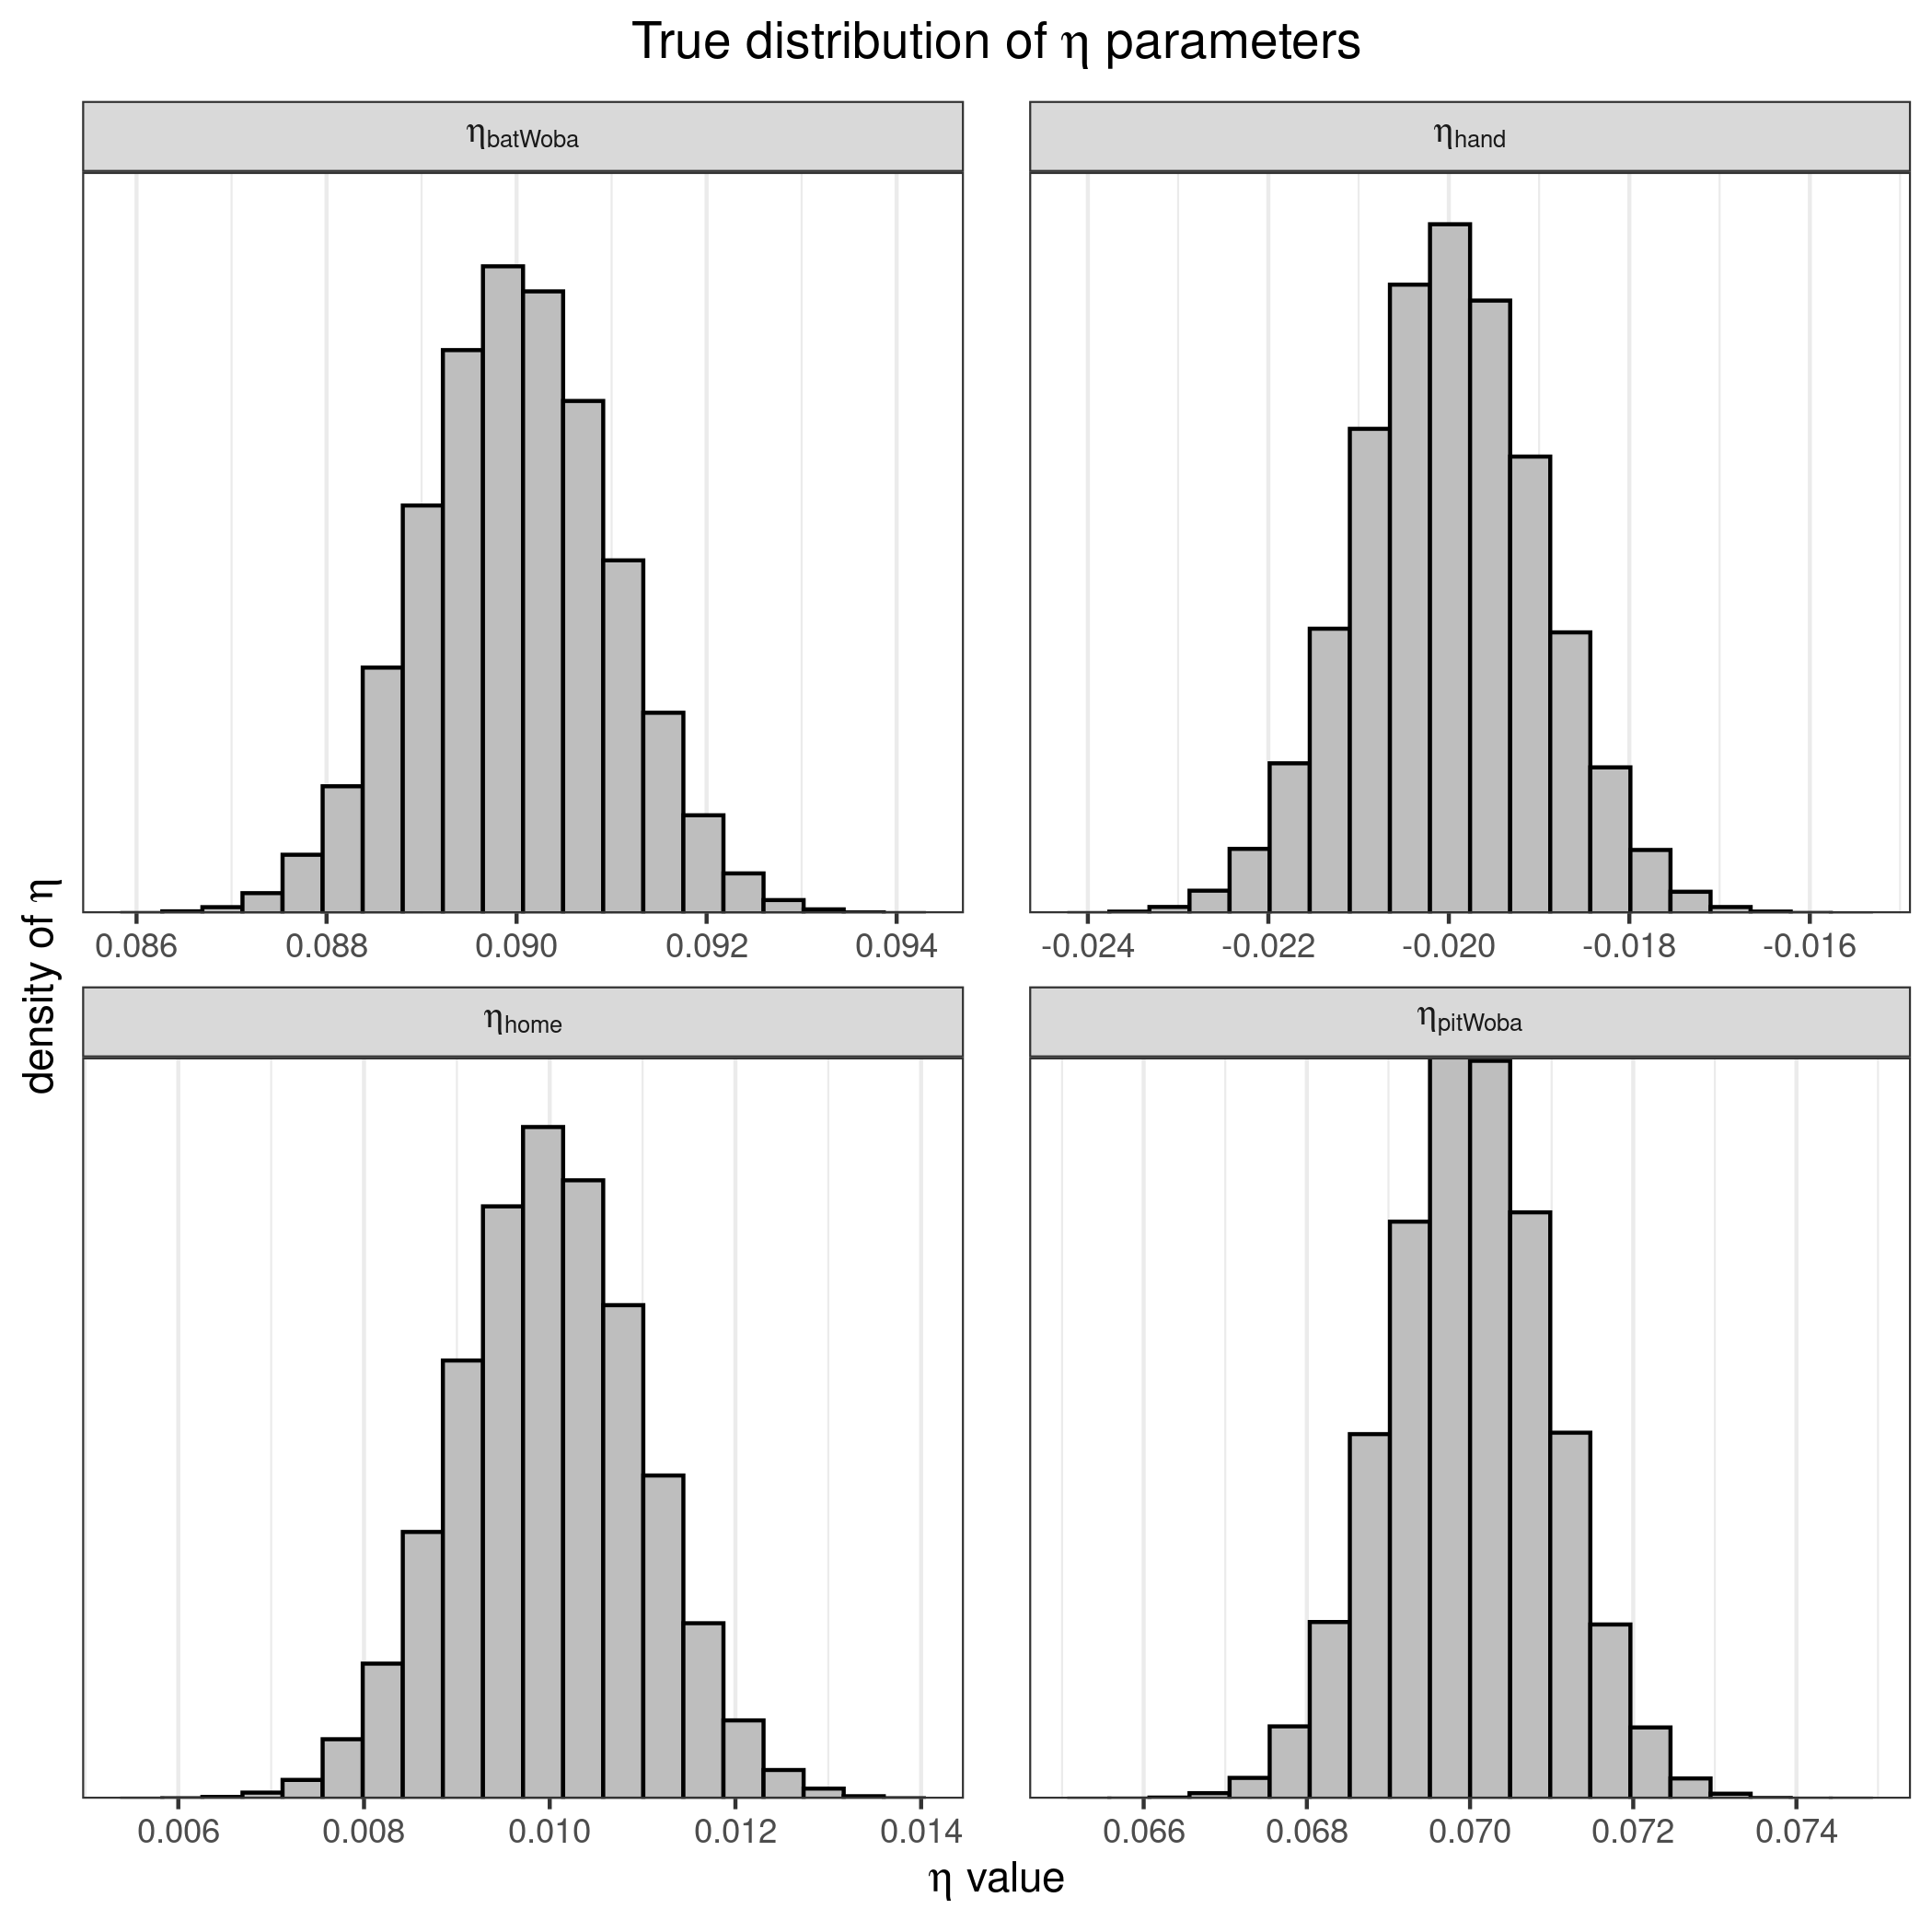 True distribution of η parameters
ηbatWoba
ηhand
0.086 0.088 0.090 0.092 0.094
-0.024 -0.022 -0.020 -0.018 -0.016
density of η
ηhome
ηpitWoba
0.006 0.008 0.010 0.012 0.014
0.066 0.068 0.070 0.072 0.074
η value